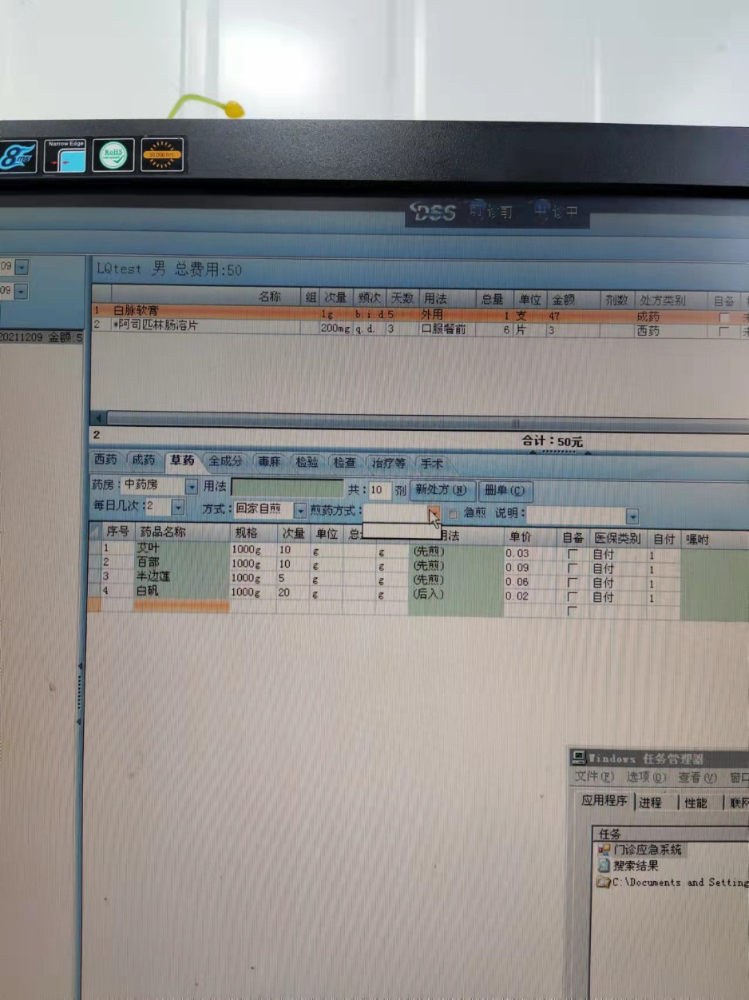 8ms Narrow Edge RoHS
DSS
09
LQtest 男 总费用:50
09
名称 组 次量 频次 天数 用法 总量 单位 金额 剂数 处方类别 自备
1 白脉软膏 1g b.i.d 5 外用 1 支 47 成药
20211209 金额:5
2 *阿司匹林肠溶片 200mg q.d. 3 口服餐前 6 片 3 西药
2 合计:50元
西药 成药 草药 全成分 毒麻 检验 检查 治疗等 手术
药房: 中药房 用法 共: 10 剂 新处方(N) 删单(C)
每日几次: 2 方式: 回家自煎 煎药方式: 急煎 说明:
序号 药品名称 规格 次量 单位 用法 单价 自备 医保类别 自付 嘱咐
1 艾叶 1000g 10 g g (先煎) 0.03 自付 1
2 百部 1000g 10 g g (先煎) 0.09 自付 1
3 半边莲 1000g 5 g g (先煎) 0.06 自付 1
4 白矾 1000g 20 g g (后入) 0.02 自付 1
Windows 任务管理器
文件(F) 选项(O) 查看(V) 窗口
应用程序 进程 性能 联网
任务
门诊应急系统
搜索结果
C:\Documents and Setting